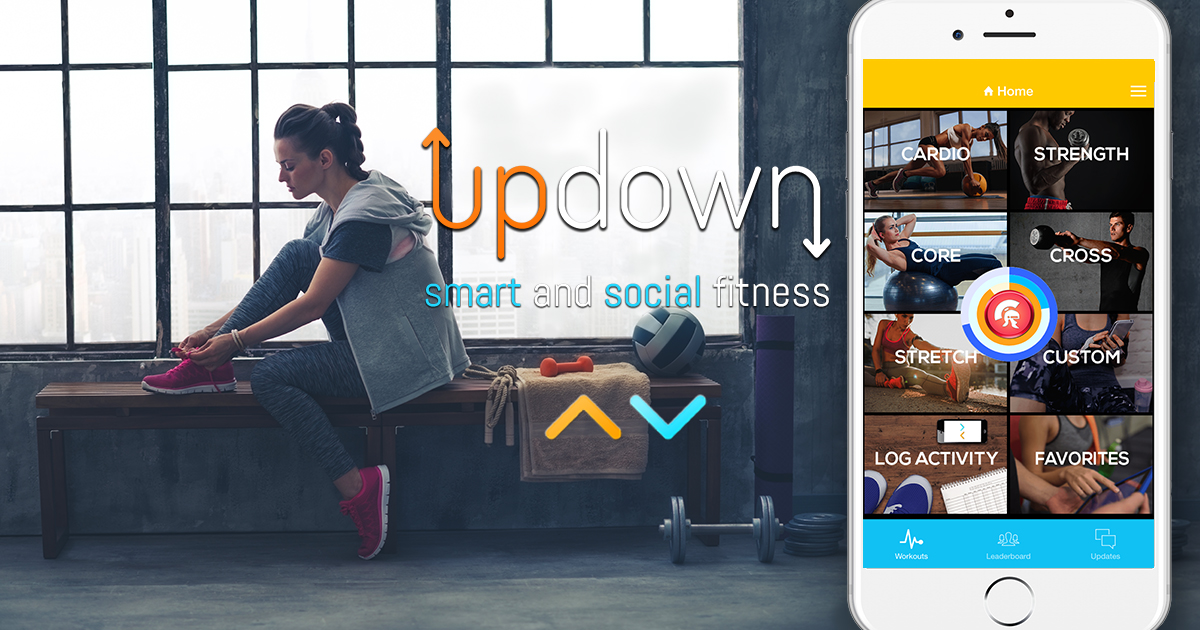 updown
smart and social fitness
Home
CARDIO
STRENGTH
CORE
CROSS
STRETCH
CUSTOM
LOG ACTIVITY
FAVORITES
Workouts
Leaderboard
Updates